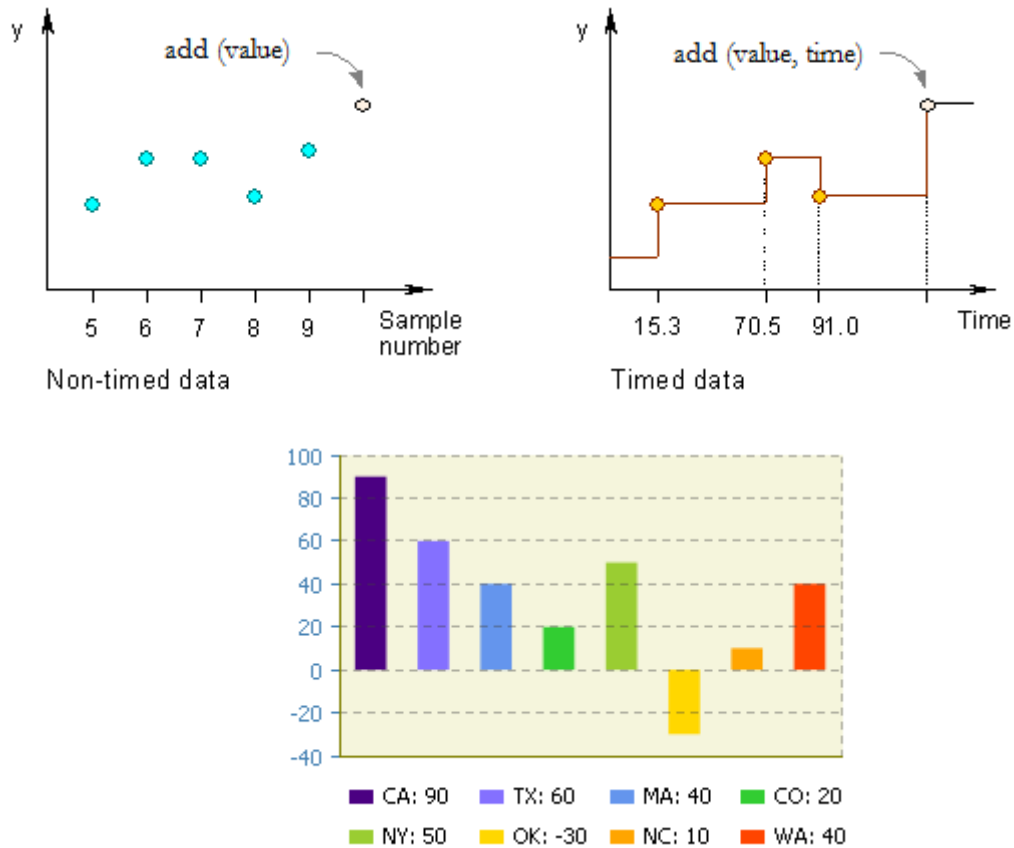 y
add (value)
5 6 7 8 9
Sample
number
Non-timed data
y
add (value, time)
15.3 70.5 91.0
Time
Timed data
100
80
60
40
20
0
-20
-40
CA: 90 TX: 60 MA: 40 CO: 20
NY: 50 OK: -30 NC: 10 WA: 40